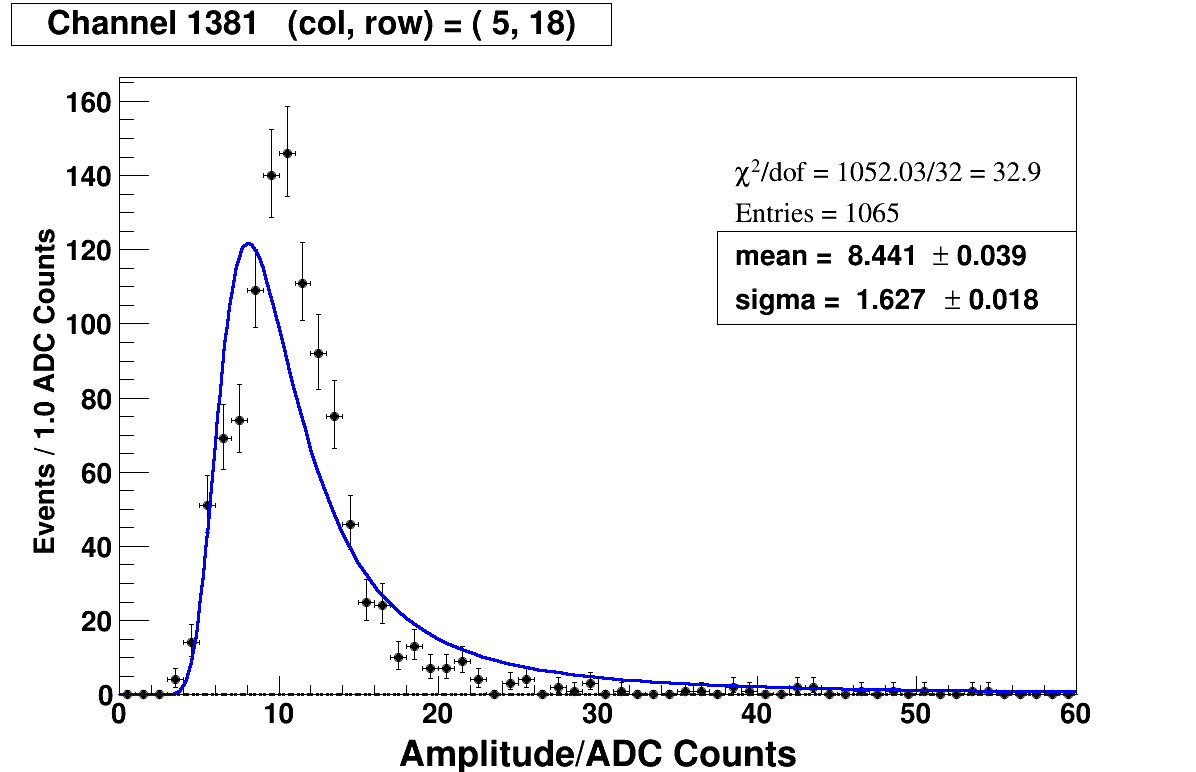 Channel 1381 (col, row) = ( 5, 18)
160
140
120
100
80
60
40
20
0
Events / 1.0 ADC Counts
χ²/dof = 1052.03/32 = 32.9
Entries = 1065
mean = 8.441 ± 0.039
sigma = 1.627 ± 0.018
0 10 20 30 40 50 60
Amplitude/ADC Counts